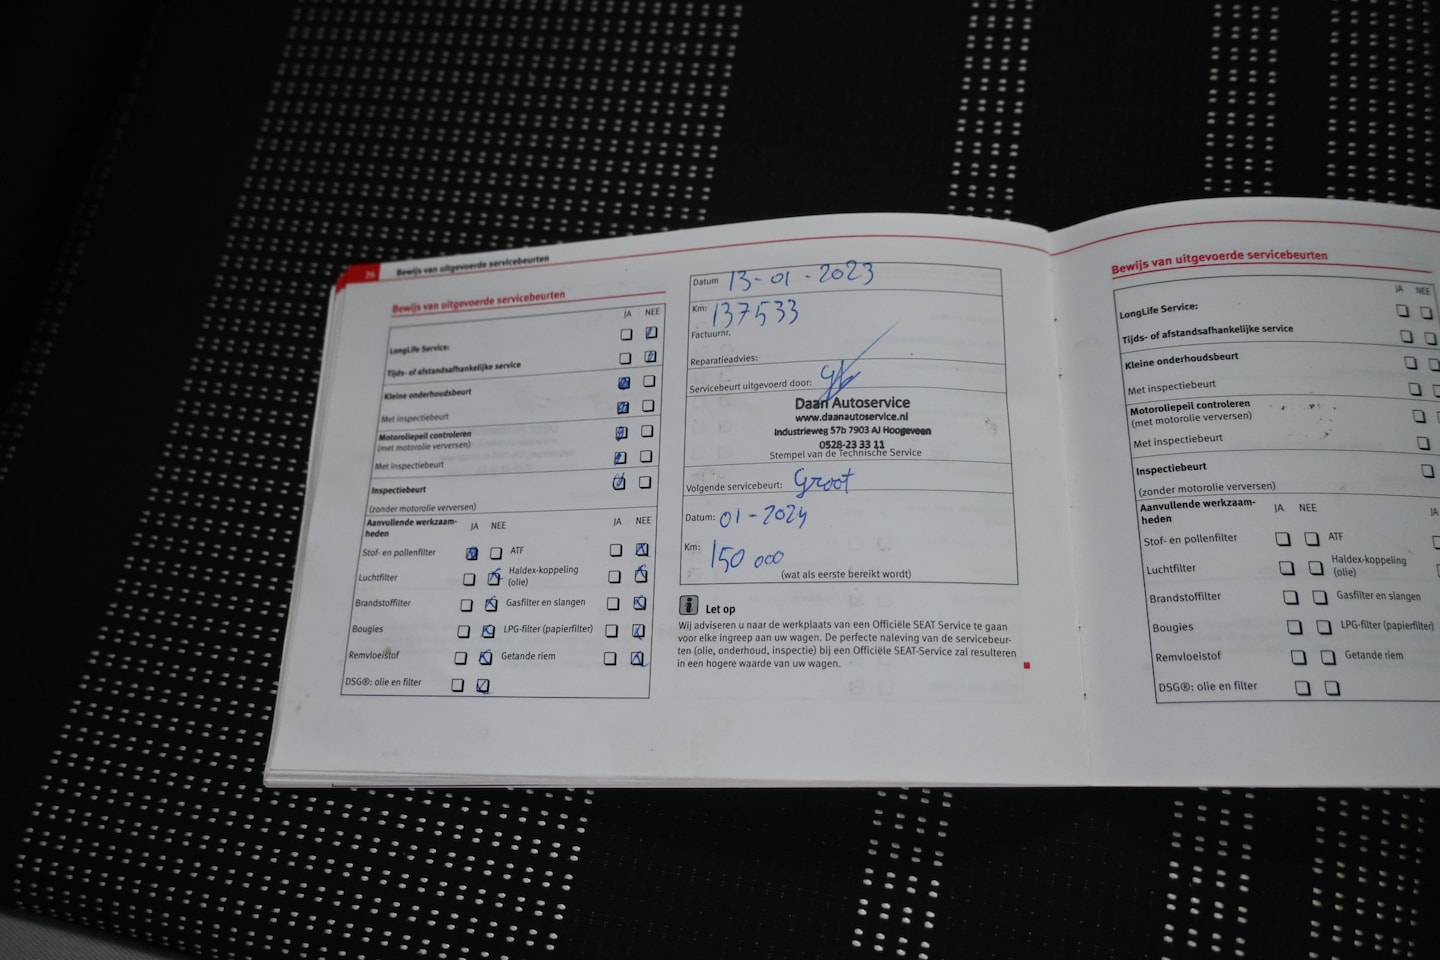 26 Bewijs van uitgevoerde servicebeurten
Bewijs van uitgevoerde servicebeurten
JA NEE
LongLife Service:
Tijds- of afstandsafhankelijke service
Kleine onderhoudsbeurt
Met inspectiebeurt
Motoroliepeil controleren
(met motorolie verversen)
Met inspectiebeurt
Inspectiebeurt
(zonder motorolie verversen)
Aanvullende werkzaam-
heden
JA NEE JA NEE
Stof- en pollenfilter ATF
Luchtfilter Haldex-koppeling
(olie)
Brandstoffilter Gasfilter en slangen
Bougies LPG-filter (papierfilter)
Remvloeistof Getande riem
DSG®: olie en filter
Datum 13-01-2023
Km: 137533
Factuurnr.
Reparatieadvies:
Servicebeurt uitgevoerd door:
Daan Autoservice
www.daanautoservice.nl
Industrieweg 57b 7903 AJ Hoogeveen
0528-23 33 11
Stempel van de Technische Service
Volgende servicebeurt: Groot
Datum: 01-2024
Km: 150 000
(wat als eerste bereikt wordt)
i Let op
Wij adviseren u naar de werkplaats van een Officiële SEAT Service te gaan
voor elke ingreep aan uw wagen. De perfecte naleving van de servicebeur-
ten (olie, onderhoud, inspectie) bij een Officiële SEAT-Service zal resulteren
in een hogere waarde van uw wagen.
Bewijs van uitgevoerde servicebeurten
JA NEE
LongLife Service:
Tijds- of afstandsafhankelijke service
Kleine onderhoudsbeurt
Met inspectiebeurt
Motoroliepeil controleren
(met motorolie verversen)
Met inspectiebeurt
Inspectiebeurt
(zonder motorolie verversen)
Aanvullende werkzaam-
heden
JA NEE JA
Stof- en pollenfilter ATF
Luchtfilter Haldex-koppeling
(olie)
Brandstoffilter Gasfilter en slangen
Bougies LPG-filter (papierfilter)
Remvloeistof Getande riem
DSG®: olie en filter